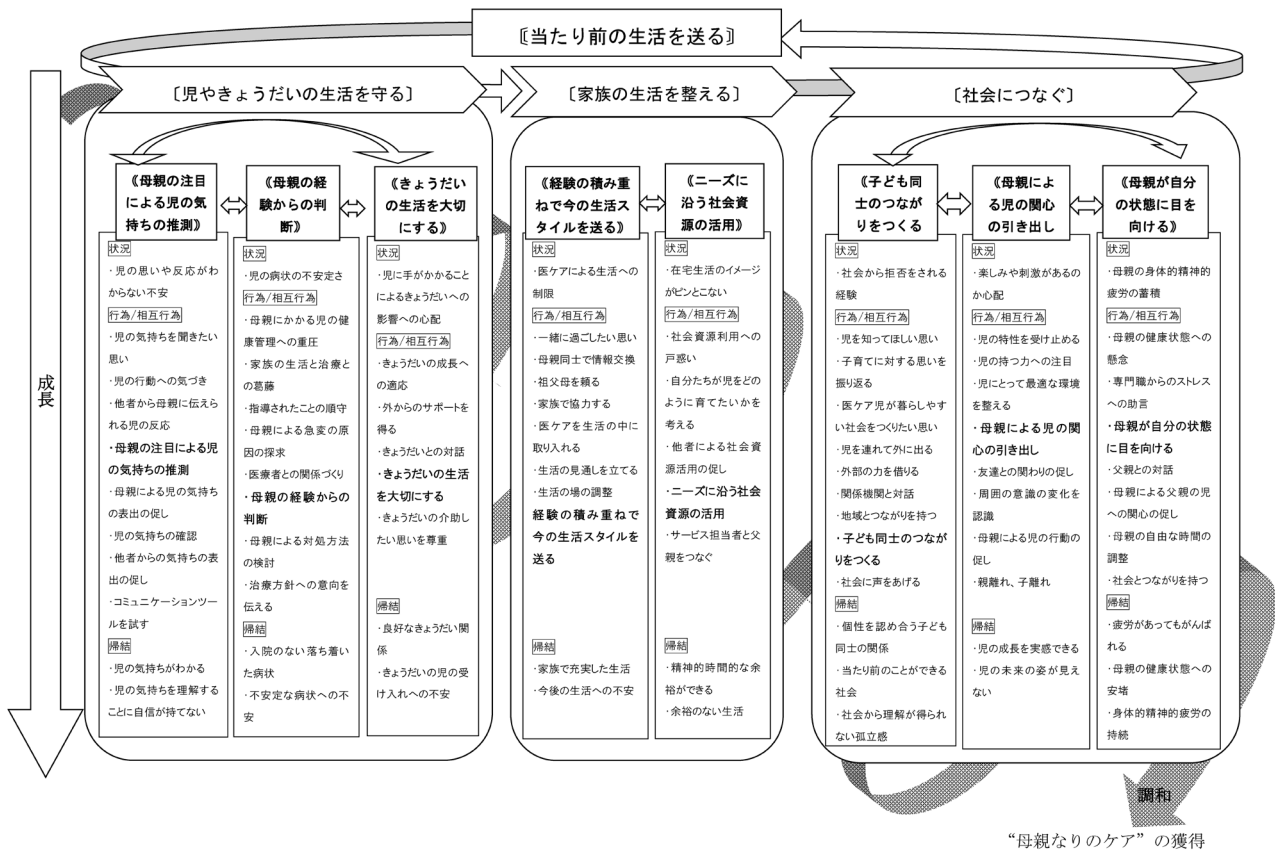 〘当たり前の生活を送る〙
〔児やきょうだいの生活を守る〕
〔家族の生活を整える〕
〔社会につなぐ〕
成長
⟪母親の注目
による児の気
持ちの推測⟫
状況
・児の思いや反応がわ
からない不安
行為/相互行為
・児の気持ちを聞きたい
思い
・児の行動への気づき
・他者から母親に伝えら
れる児の反応
・母親の注目による児
の気持ちの推測
・母親による児の気持ち
の表出の促し
・児の気持ちの確認
・他者からの気持ちの表
出の促し
・コミュニケーションツー
ルを試す
帰結
・児の気持ちがわかる
・児の気持ちを理解する
ことに自信が持てない
⟪母親の経
験からの判
断⟫
状況
・児の病状の不安定さ
行為/相互行為
・母親にかかる児の健
康管理への重圧
・家族の生活と治療と
の葛藤
・指導されたことの順守
・母親による急変の原
因の探求
・医療者との関係づくり
・母親の経験からの
判断
・母親による対処方法
の検討
・治療方針への意向を
伝える
帰結
・入院のない落ち着い
た病状
・不安定な病状への不
安
⟪きょうだい
の生活を大切
にする⟫
状況
・児に手がかかること
によるきょうだいへの
影響への心配
行為/相互行為
・きょうだいの成長へ
の適応
・外からのサポートを
得る
・きょうだいとの対話
・きょうだいの生活
を大切にする
・きょうだいの介助し
たい思いを尊重
帰結
・良好なきょうだい関
係
・きょうだいの児の受
け入れへの不安
⟪経験の積み重
ねで今の生活ス
タイルを送る⟫
状況
・医ケアによる生活への
制限
行為/相互行為
・一緒に過ごしたい思い
・母親同士で情報交換
・祖父母を頼る
・家族で協力する
・医ケアを生活の中に
取り入れる
・生活の見通しを立てる
・生活の場の調整
経験の積み重ねで
今の生活スタイルを
送る
帰結
・家族で充実した生活
・今後の生活への不安
⟪ニーズに
沿う社会資
源の活用⟫
状況
・在宅生活のイメージ
がピンとこない
行為/相互行為
・社会資源利用への
戸惑い
・自分たちが児をどの
ように育てたいかを
考える
・他者による社会資
源活用の促し
・ニーズに沿う社会
資源の活用
・サービス担当者と父
親をつなぐ
帰結
・精神的時間的な余
裕ができる
・余裕のない生活
⟪子ども同
士のつなが
りをつくる
状況
・社会から拒否をされる
経験
行為/相互行為
・児を知ってほしい思い
・子育てに対する思いを
振り返る
・医ケア児が暮らしやす
い社会をつくりたい思い
・児を連れて外に出る
・外部の力を借りる
・関係機関と対話
・地域とつながりを持つ
・子ども同士のつなが
りをつくる
・社会に声をあげる
帰結
・個性を認め合う子ども
同士の関係
・当たり前のことができる
社会
・社会から理解が得られ
ない孤立感
⟪母親によ
る児の関心
の引き出し
状況
・楽しみや刺激があるの
か心配
行為/相互行為
・児の特性を受け止める
・児の持つ力への注目
・児にとって最適な環境
を整える
・母親による児の関
心の引き出し
・友達との関わりの促し
・周囲の意識の変化を
認識
・母親による児の行動の
促し
・親離れ、子離れ
帰結
・児の成長を実感できる
・児の未来の姿が見え
ない
⟪母親が自分
の状態に目を
向ける⟫
状況
・母親の身体的精神的
疲労の蓄積
行為/相互行為
・母親の健康状態への
懸念
・専門職からのストレス
への助言
・母親が自分の状態
に目を向ける
・父親との対話
・母親による父親の児
への関心の促し
・母親の自由な時間の
調整
・社会とつながりを持つ
帰結
・疲労があってもがんば
れる
・母親の健康状態への
安堵
・身体的精神的疲労の
持続
調和
“母親なりのケア”の獲得